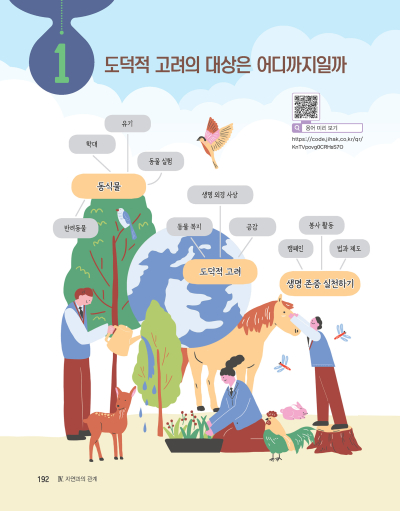 1
도덕적 고려의 대상은 어디까지일까
용어 미리 보기
https://code.jihak.co.kr/qr/
KnTVpovg0CRHsS7O
유기
학대
동물 실험
동식물
반려동물
생명 외경 사상
동물 복지
공감
도덕적 고려
봉사 활동
캠페인
법과 제도
생명 존중 실천하기
192 Ⅳ. 자연과의 관계